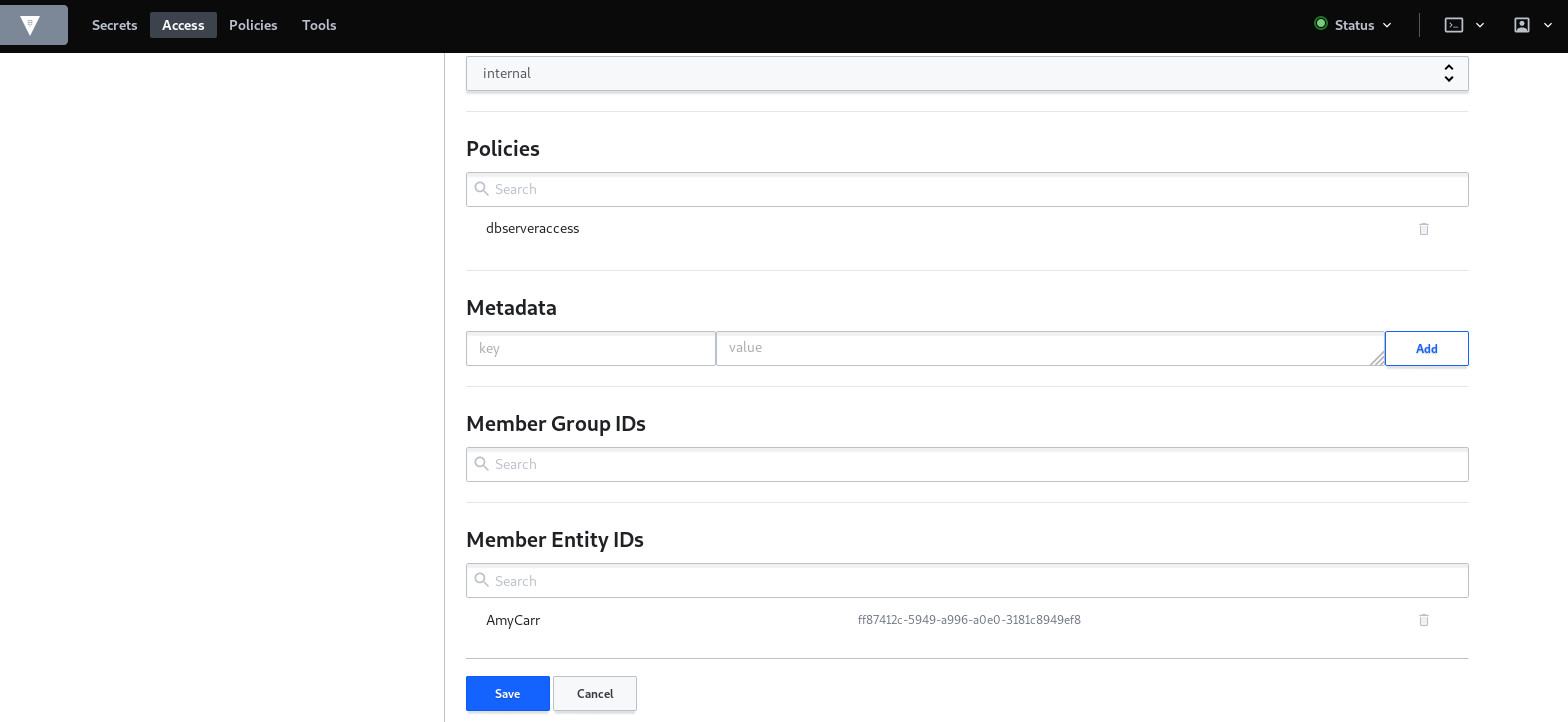 Secrets Access Policies Tools Status
internal
Policies
Search
dbserveraccess
Metadata
key value Add
Member Group IDs
Search
Member Entity IDs
Search
AmyCarr ff87412c-5949-a996-a0e0-3181c8949ef8
Save Cancel